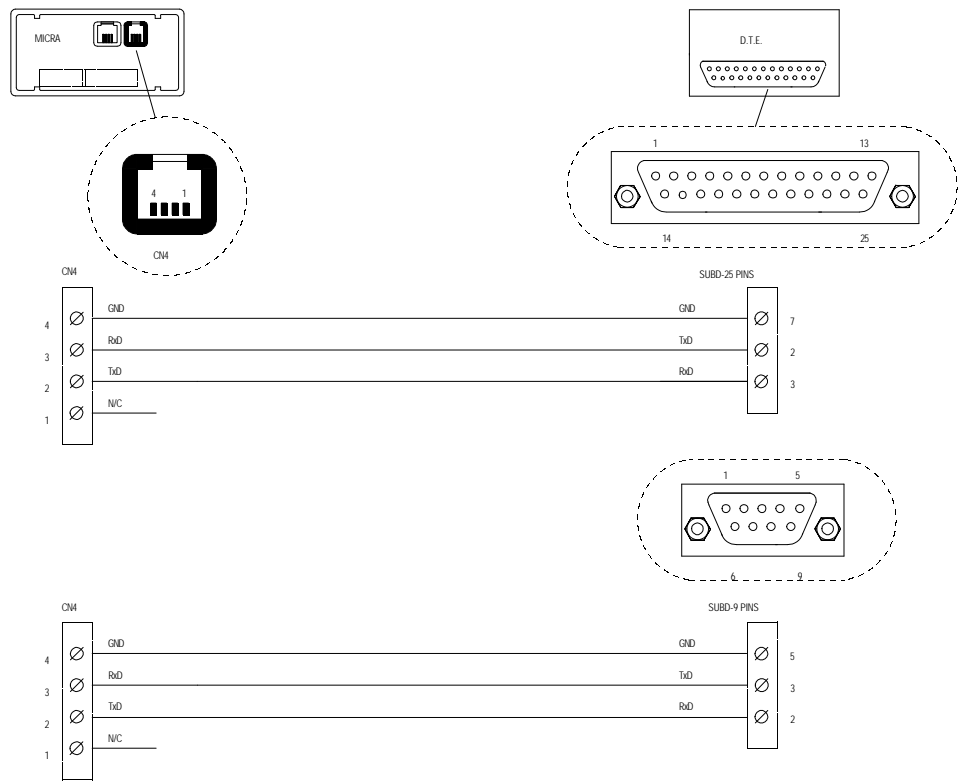 MICRA
D.T.E.
1 13
4 1
14 25
CN4
CN4 SUBD-25 PINS
GND GND
4 7
RxD TxD
3 2
TxD RxD
2 3
N/C
1
1 5
6 9
CN4 SUBD-9 PINS
GND GND
4 5
RxD TxD
3 3
TxD RxD
2 2
N/C
1